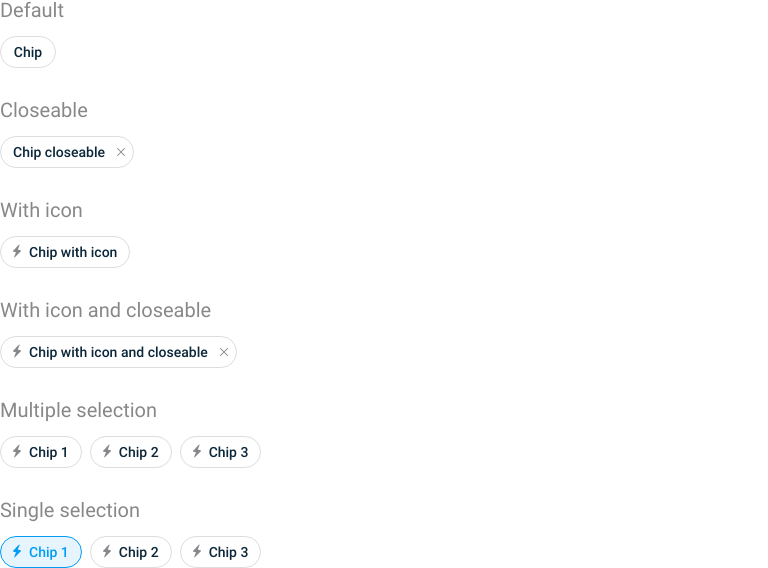 Default
Chip
Closeable
Chip closeable
With icon
Chip with icon
With icon and closeable
Chip with icon and closeable
Multiple selection
Chip 1 Chip 2 Chip 3
Single selection
Chip 1 Chip 2 Chip 3